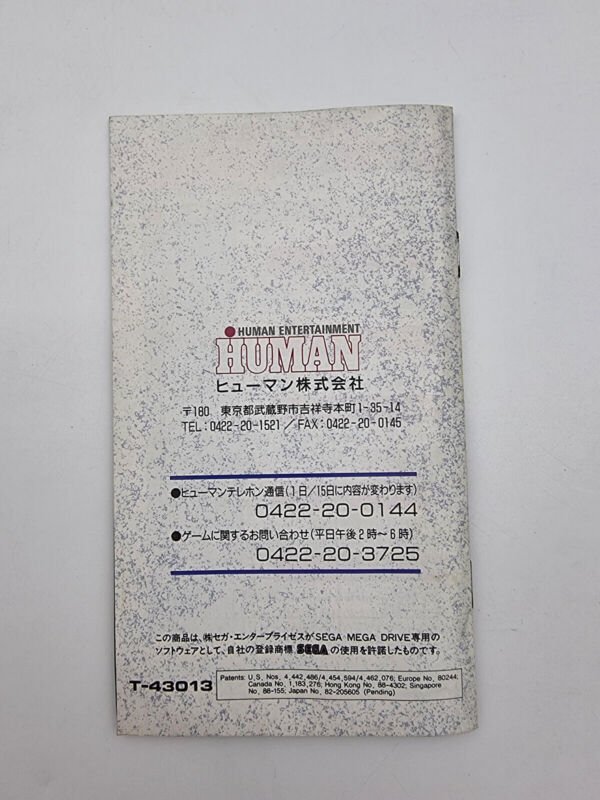 HUMAN ENTERTAINMENT
HUMAN
ヒューマン株式会社
〒180 東京都武蔵野市吉祥寺本町1-35-14
TEL:0422-20-1521/FAX:0422-20-0145
●ヒューマンテレホン通信(1日/15日に内容が変わります)
0422-20-0144
●ゲームに関するお問い合わせ(平日午後2時〜6時)
0422-20-3725
この商品は、㈱セガ・エンタープライゼスがSEGA MEGA DRIVE専用の
ソフトウェアとして、自社の登録商標 SEGA の使用を許諾したものです。
T-43013
Patents: U.S. Nos. 4,442,486/4,454,594/4,462,076; Europe No. 80244;
Canada No. 1,183,276; Hong Kong No. 88-4302; Singapore
No. 88-155; Japan No. 82-205605 (Pending)